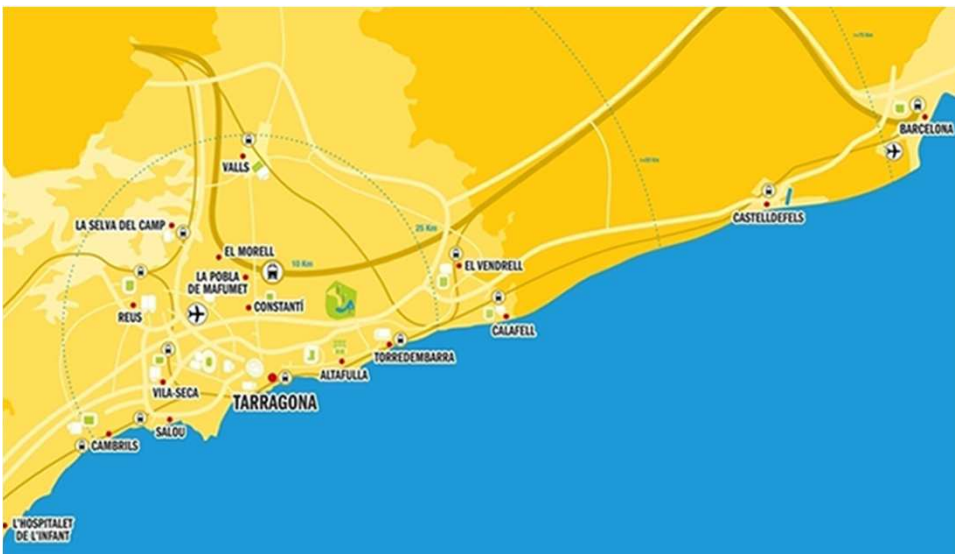 BARCELONA
VALLS
CASTELLDEFELS
LA SELVA DEL CAMP
25 Km
EL MORELL
10 Km
EL VENDRELL
LA POBLA
DE MAFUMET
CONSTANTÍ
REUS
CALAFELL
TORREDEMBARRA
ALTAFULLA
VILA-SECA
TARRAGONA
SALOU
CAMBRILS
L'HOSPITALET
DE L'INFANT